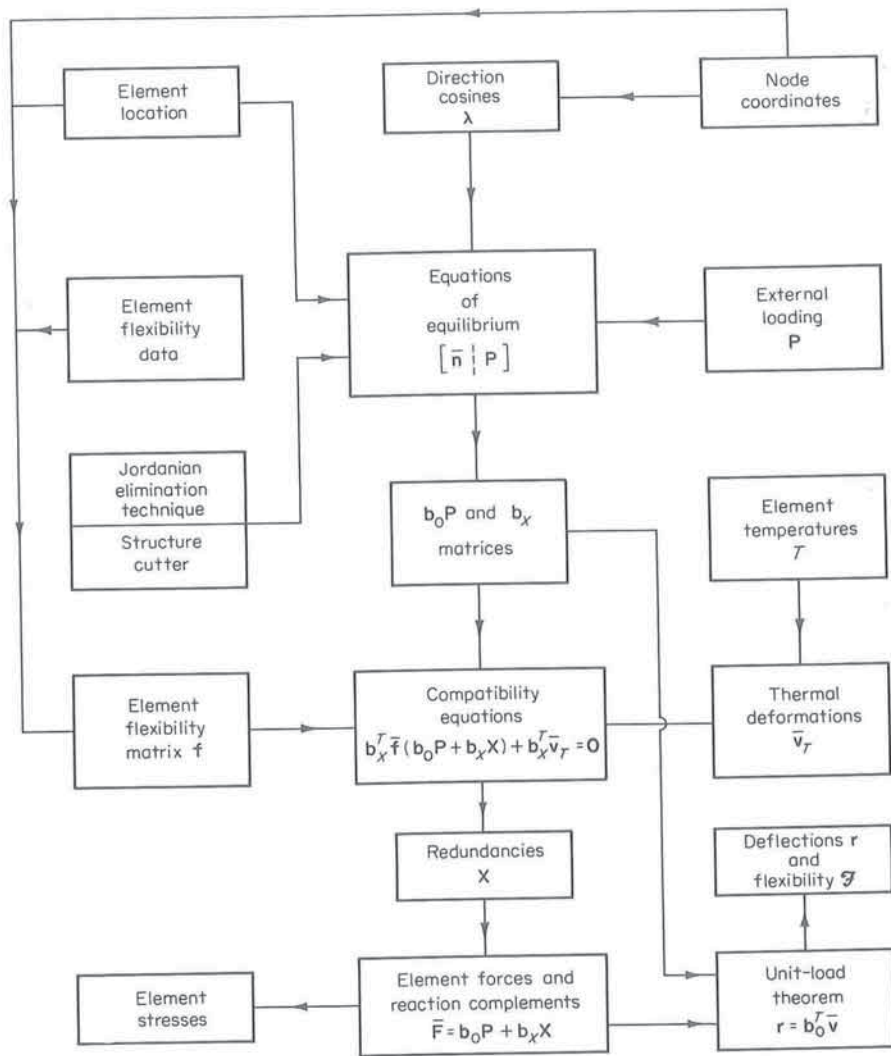 Element
location
Direction
cosines
λ
Node
coordinates
Element
flexibility
data
Equations
of
equilibrium
[n̄ ¦ P]
External
loading
P
Jordanian
elimination
technique
Structure
cutter
b₀P and bₓ
matrices
Element
temperatures
T
Element
flexibility
matrix f
Compatibility
equations
bₓᵀf̄(b₀P + bₓX) + bₓᵀv̄_T = 0
Thermal
deformations
v̄_T
Redundancies
X
Deflections r
and
flexibility ℱ
Element
stresses
Element forces and
reaction complements
F̄ = b₀P + bₓX
Unit-load
theorem
r = b₀ᵀv̄